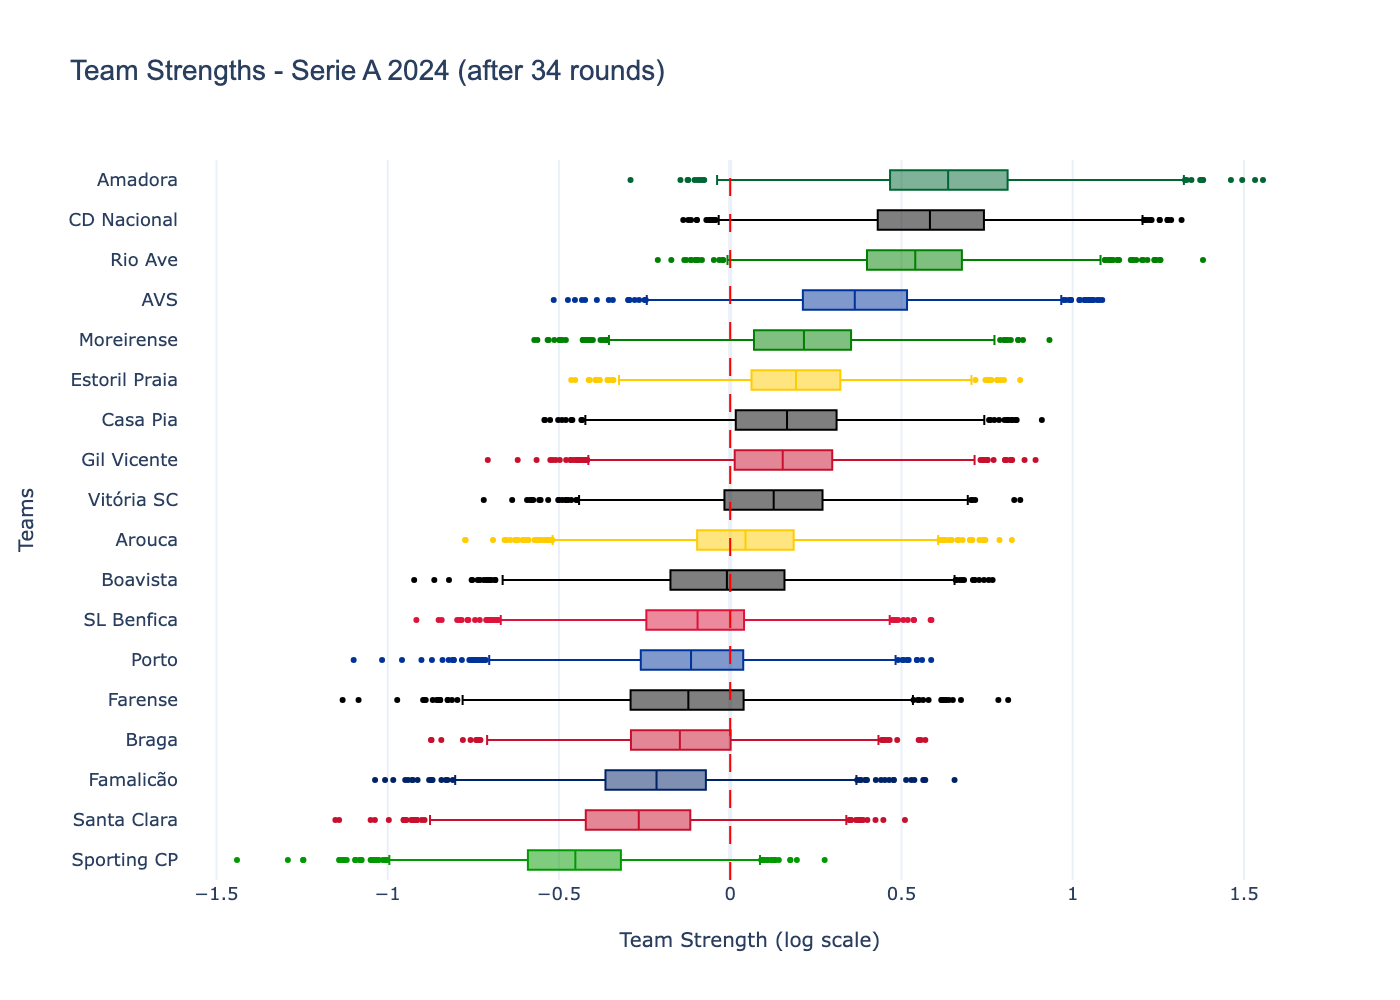 Team Strengths - Serie A 2024 (after 34 rounds)
Amadora
CD Nacional
Rio Ave
AVS
Moreirense
Estoril Praia
Casa Pia
Gil Vicente
Vitória SC
Arouca
Boavista
SL Benfica
Porto
Farense
Braga
Famalicão
Santa Clara
Sporting CP
Teams
−1.5 −1 −0.5 0 0.5 1 1.5
Team Strength (log scale)